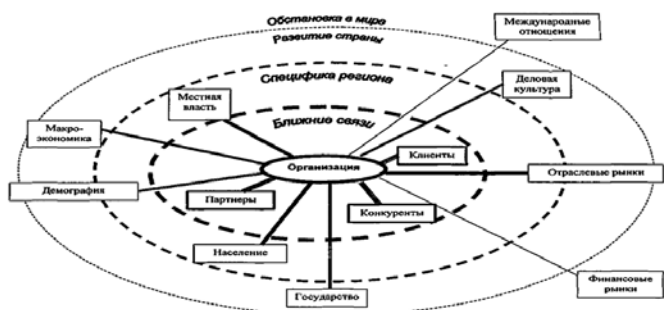 Обстановка в мире
Развитие страны
Международные
отношения
Специфика региона
Деловая
культура
Местная
власть
Ближние связи
Макро-
экономика
Клиенты
Организация
Отраслевые рынки
Демография
Партнеры
Конкуренты
Население
Финансовые
рынки
Государство